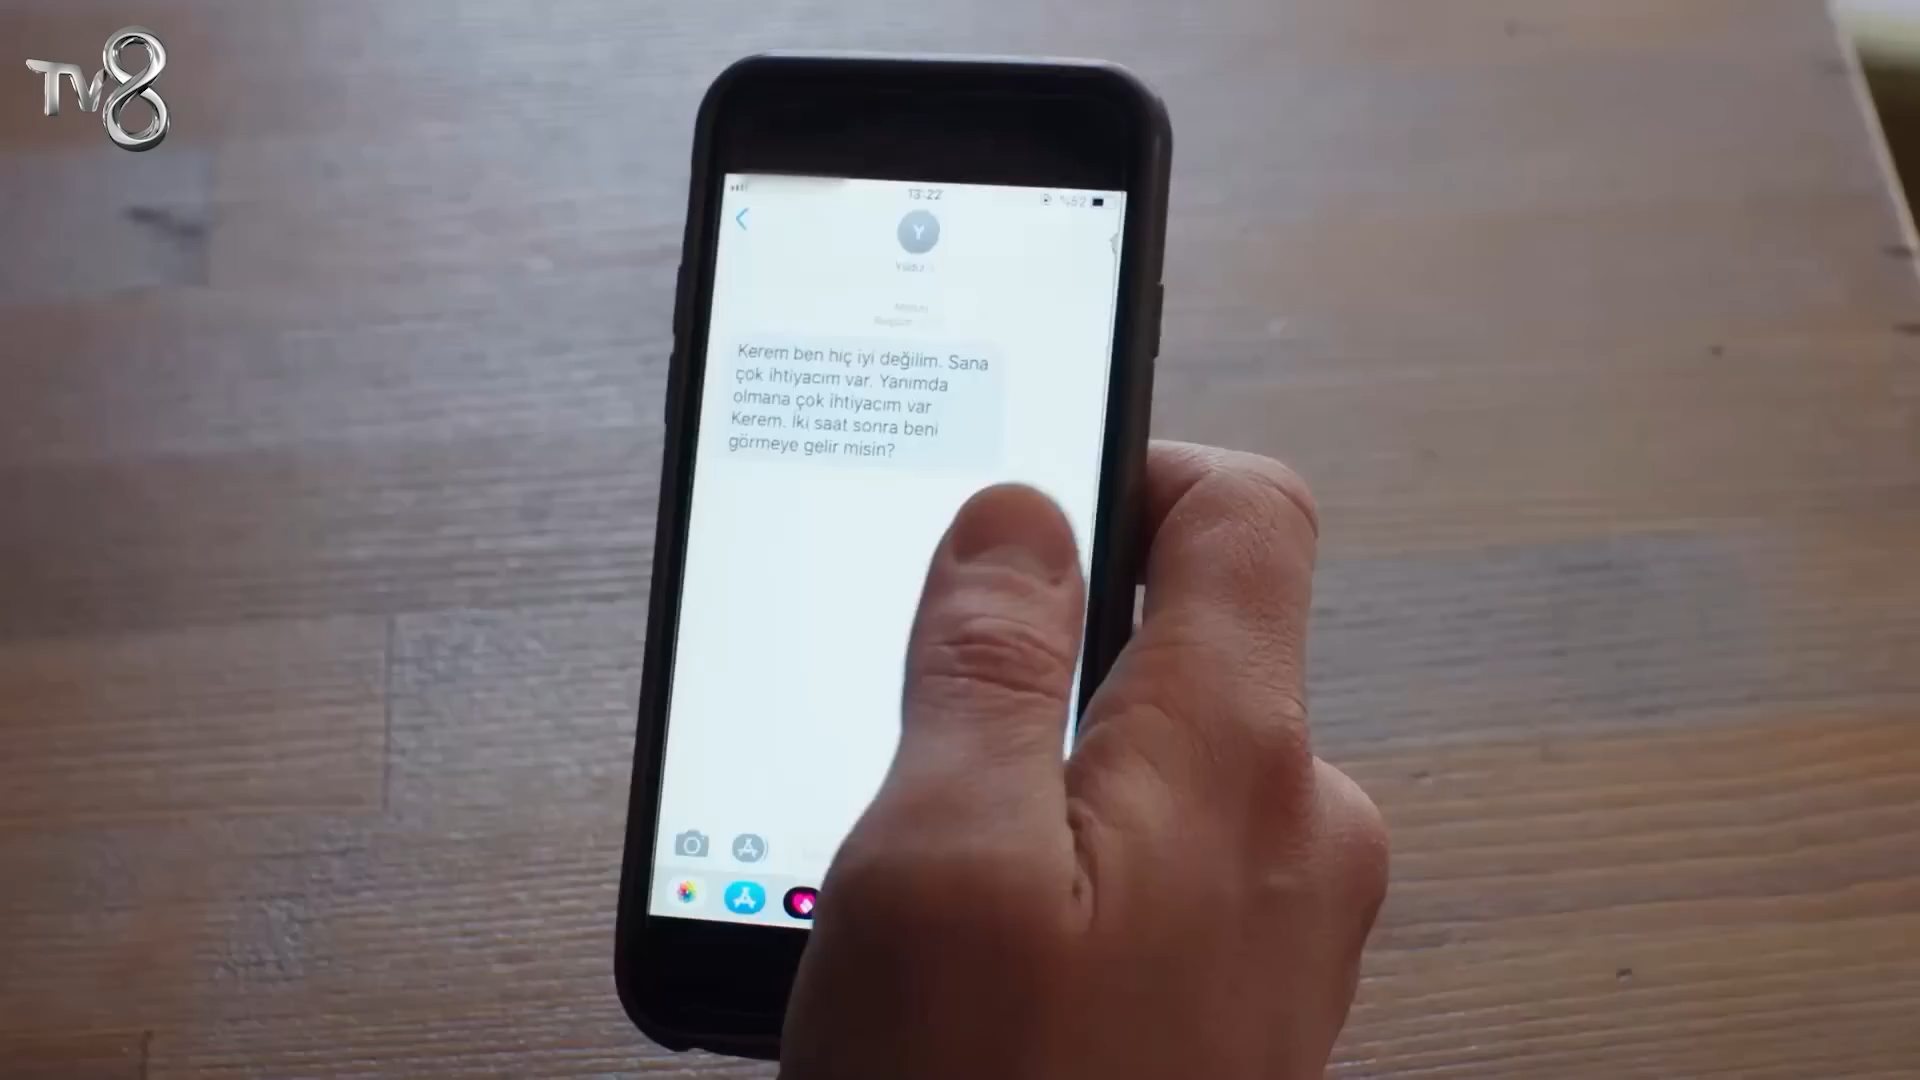 TV8
13:22
Y
Yıldız
Kerem ben hiç iyi değilim. Sana
çok ihtiyacım var. Yanımda
olmana çok ihtiyacım var
Kerem. İki saat sonra beni
görmeye gelir misin?